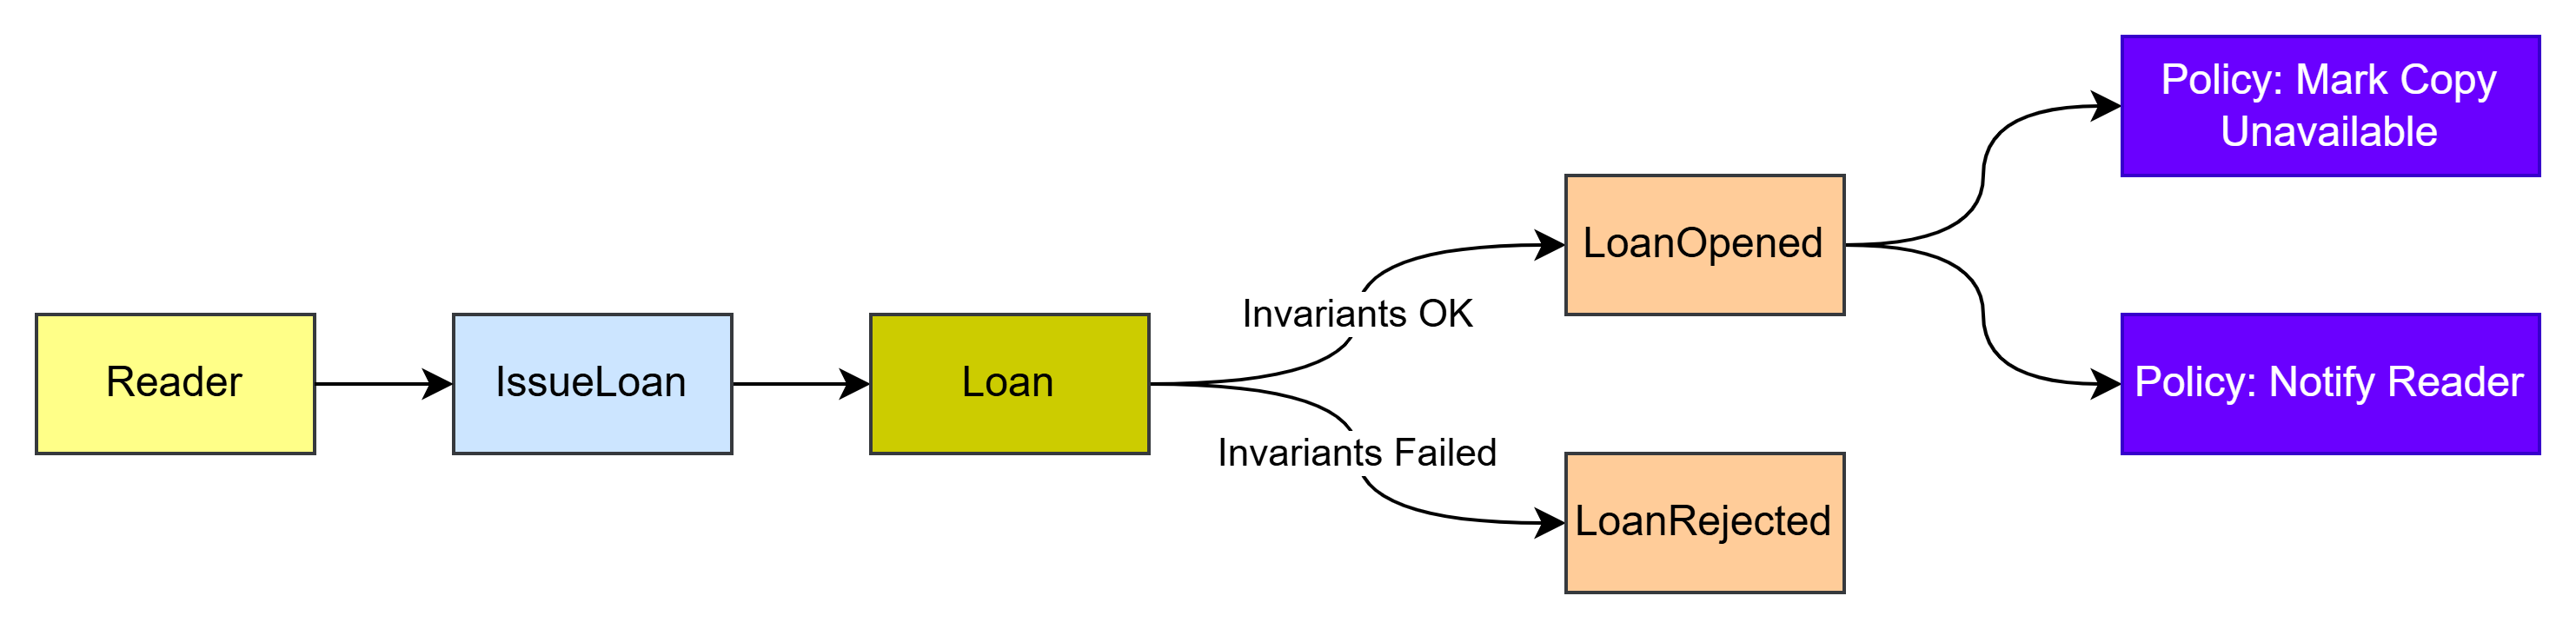 Reader
IssueLoan
Loan
Invariants OK
Invariants Failed
LoanOpened
LoanRejected
Policy: Mark Copy
Unavailable
Policy: Notify Reader